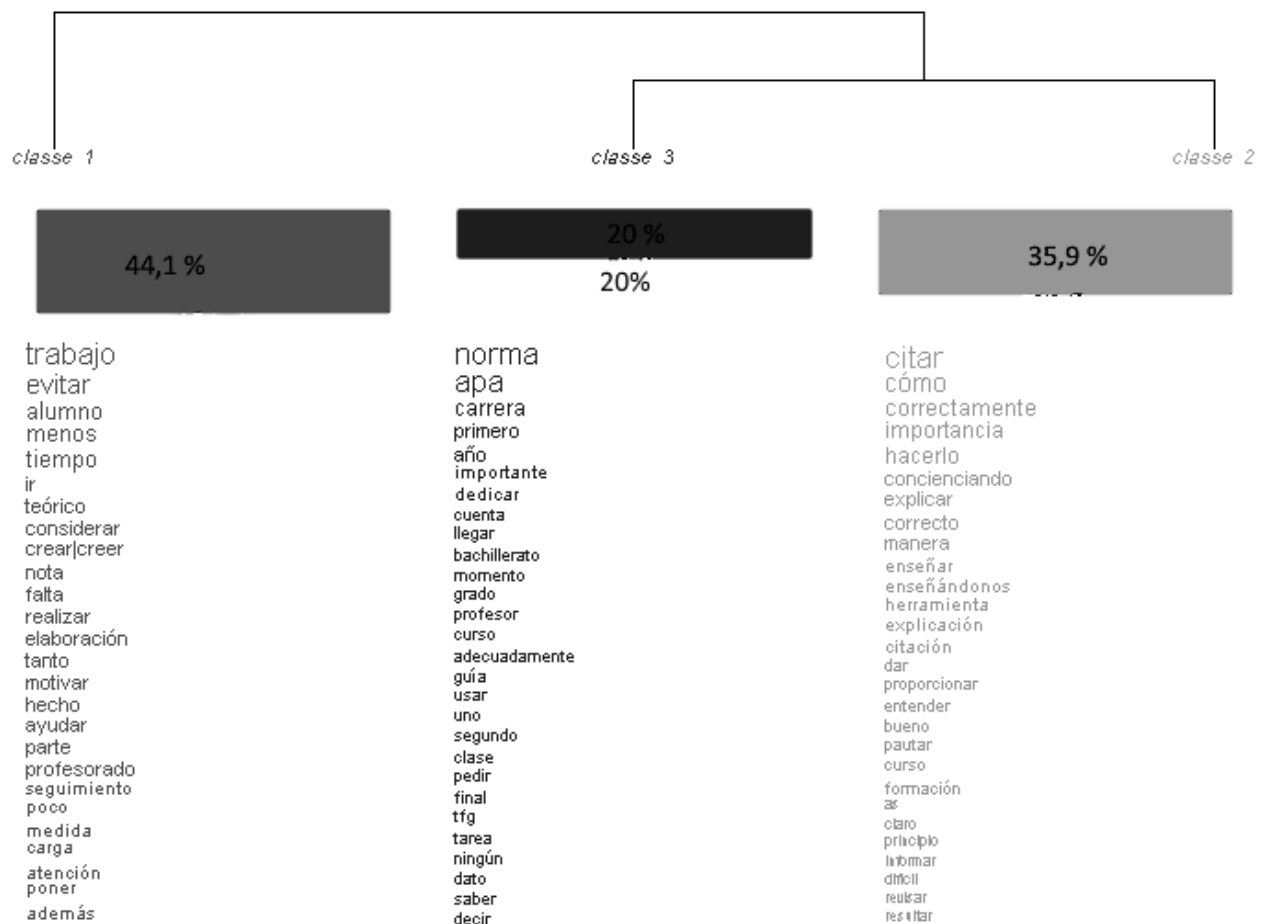 classe 1
classe 3
classe 2
44,1 %
20 %
20%
35,9 %
trabajo
evitar
alumno
menos
tiempo
ir
teórico
considerar
crear|creer
nota
falta
realizar
elaboración
tanto
motivar
hecho
ayudar
parte
profesorado
seguimiento
poco
medida
carga
atención
poner
además
norma
apa
carrera
primero
año
importante
dedicar
cuenta
llegar
bachillerato
momento
grado
profesor
curso
adecuadamente
guía
usar
uno
segundo
clase
pedir
final
tfg
tarea
ningún
dato
saber
decir
citar
cómo
correctamente
importancia
hacerlo
concienciando
explicar
correcto
manera
enseñar
enseñándonos
herramienta
explicación
citación
dar
proporcionar
entender
bueno
pautar
curso
formación
as
claro
principio
informar
difícil
revisar
resultar